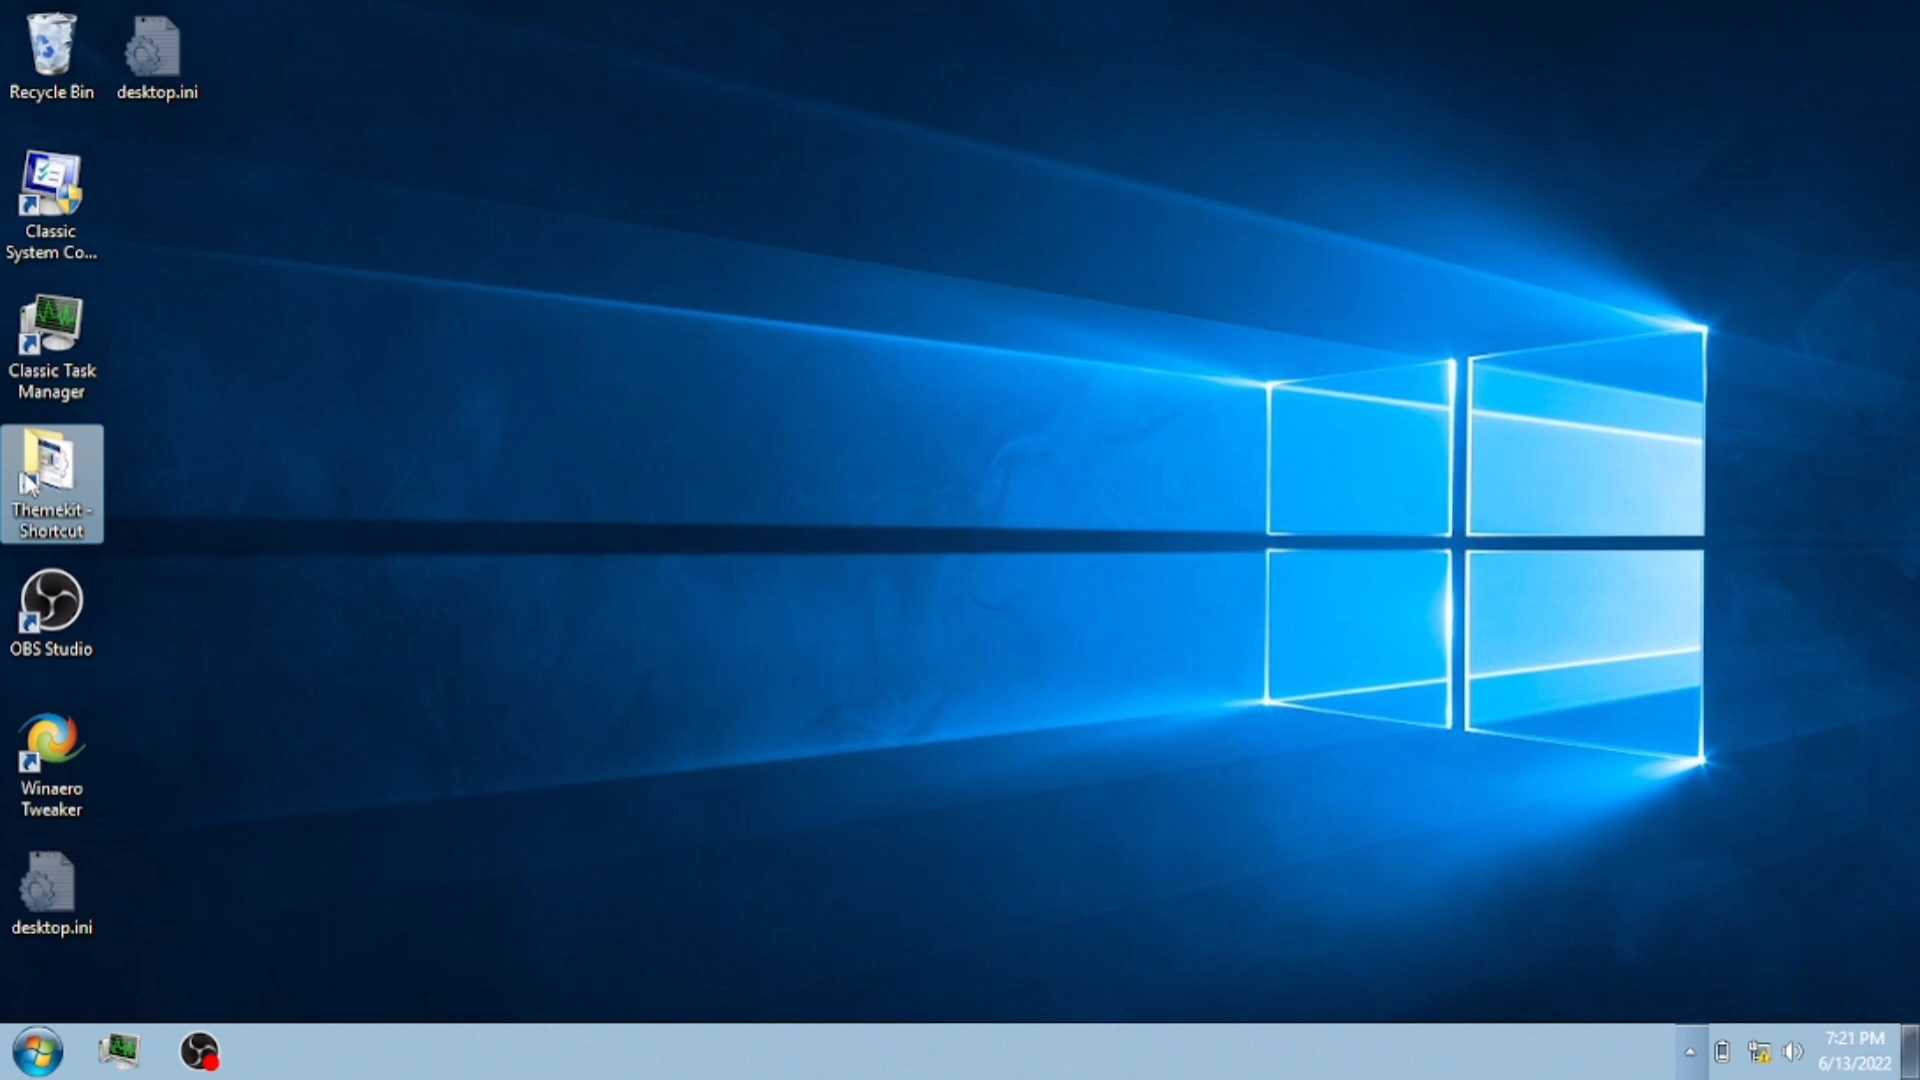 Recycle Bin
desktop.ini
Classic
System Co...
Classic Task
Manager
Themekit -
Shortcut
OBS Studio
Winaero
Tweaker
desktop.ini
7:21 PM
6/13/2022